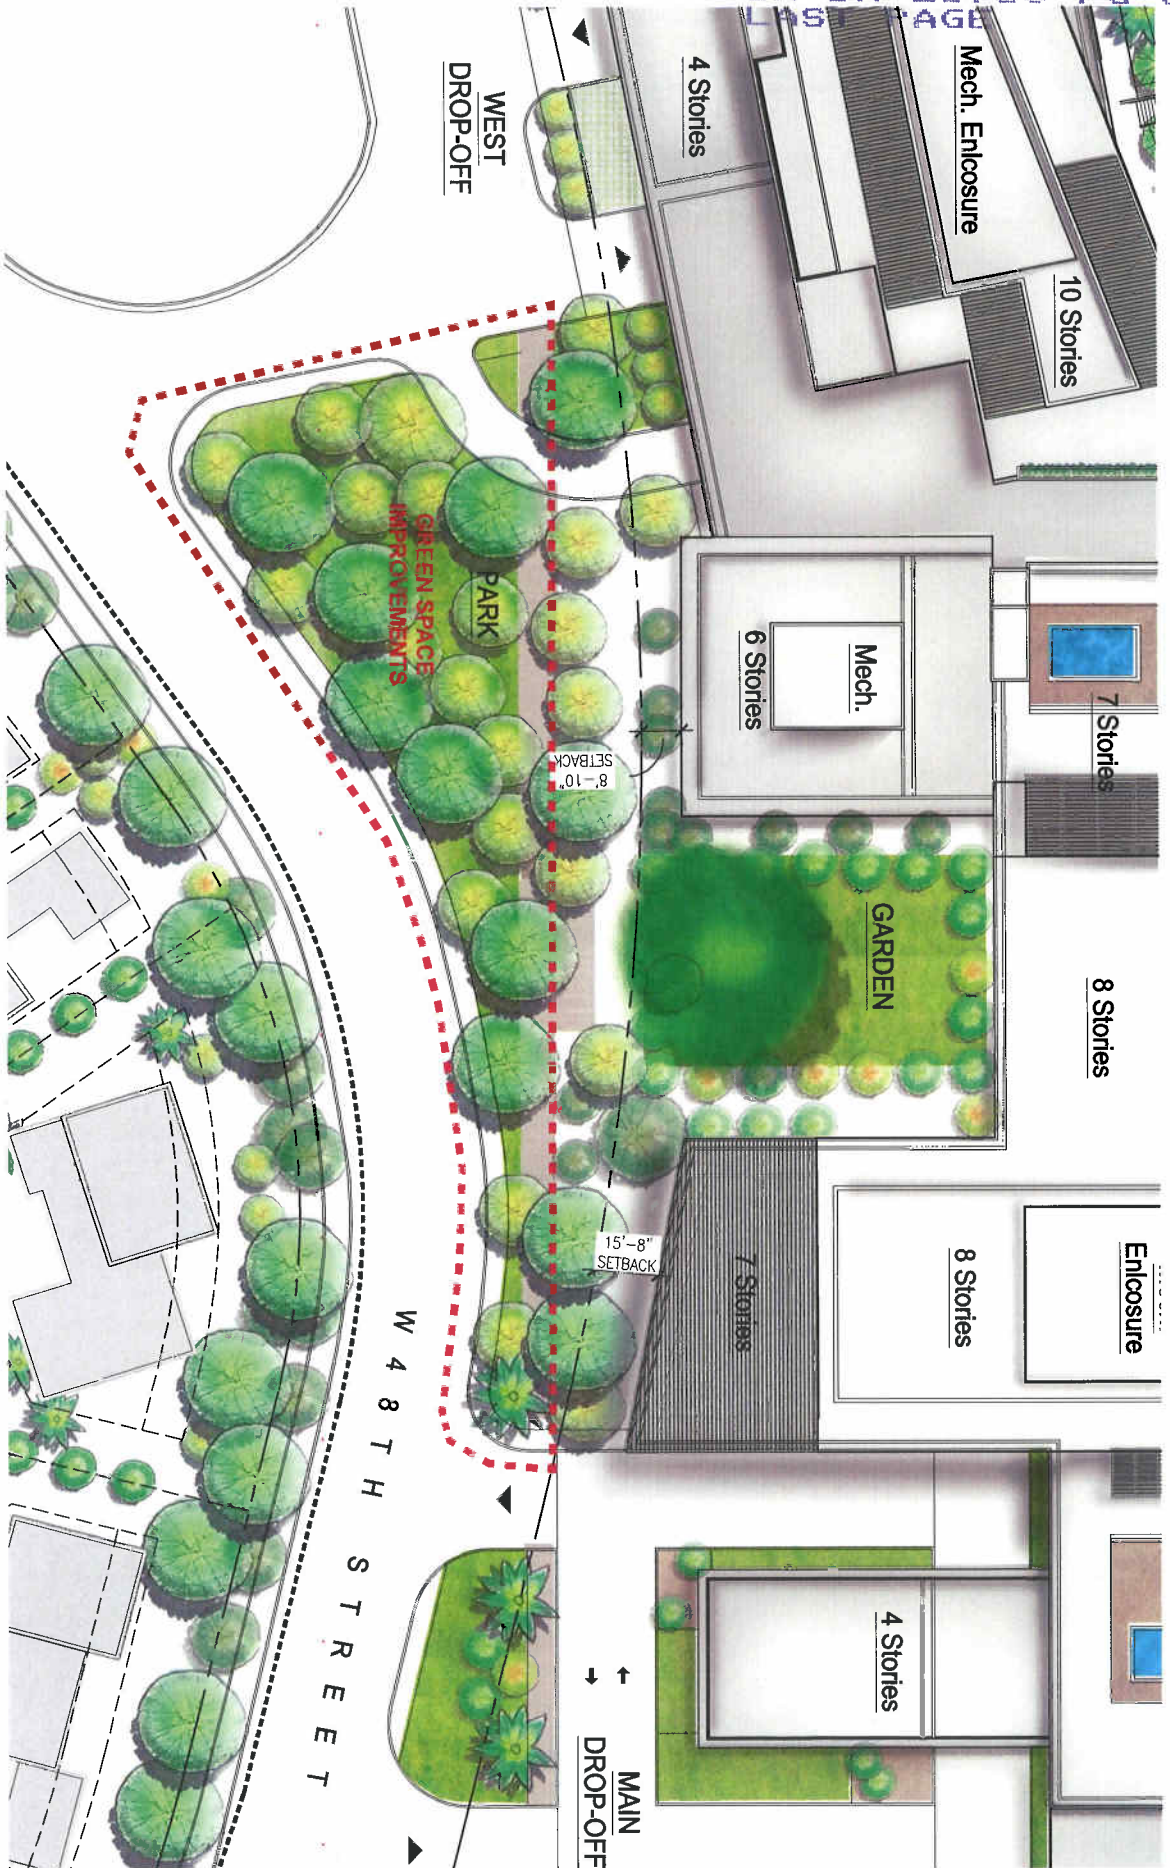 LAST PAGE
4 Stories
Mech. Enlcosure
10 Stories
WEST
DROP-OFF
PARK
GREEN SPACE
IMPROVEMENTS
6 Stories
Mech.
7 Stories
8'-10"
SETBACK
GARDEN
8 Stories
15'-8"
SETBACK
7 Stories
8 Stories
Enlcosure
W 48TH STREET
4 Stories
MAIN
DROP-OFF